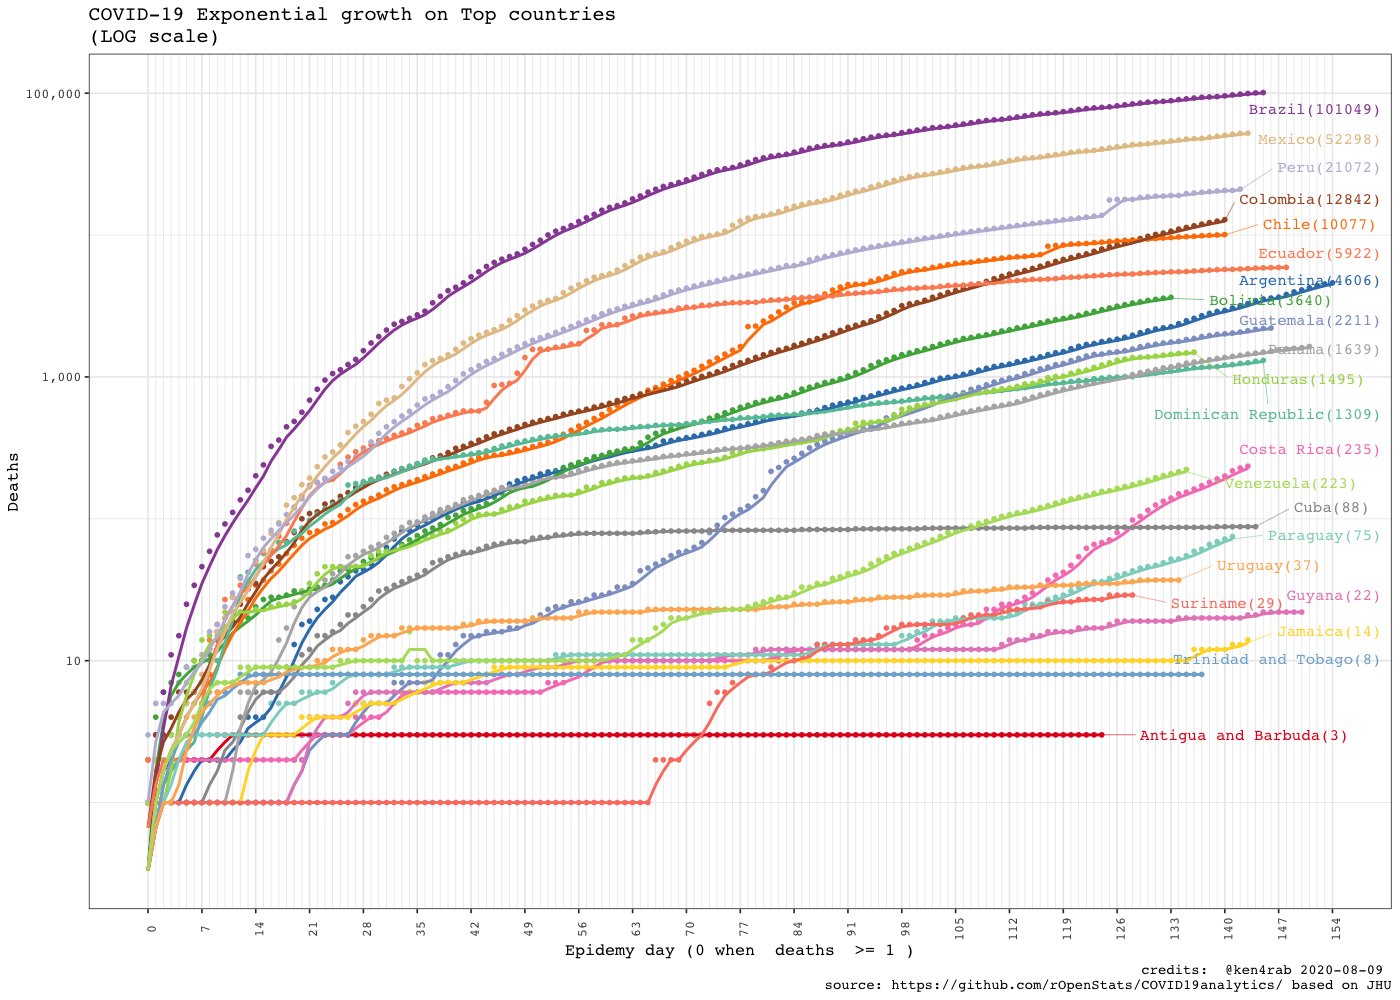 COVID-19 Exponential growth on Top countries
(LOG scale)
100,000
1,000
10
Deaths
Brazil(101049)
Mexico(52298)
Peru(21072)
Colombia(12842)
Chile(10077)
Ecuador(5922)
Argentina(4606)
Bolivia(3640)
Guatemala(2211)
Panama(1639)
Honduras(1495)
Dominican Republic(1309)
Costa Rica(235)
Venezuela(223)
Cuba(88)
Paraguay(75)
Uruguay(37)
Guyana(22)
Suriname(29)
Jamaica(14)
Trinidad and Tobago(8)
Antigua and Barbuda(3)
0 7 14 21 28 35 42 49 56 63 70 77 84 91 98 105 112 119 126 133 140 147 154
Epidemy day (0 when  deaths  >= 1 )
credits:  @ken4rab 2020-08-09
source: https://github.com/rOpenStats/COVID19analytics/ based on JHU